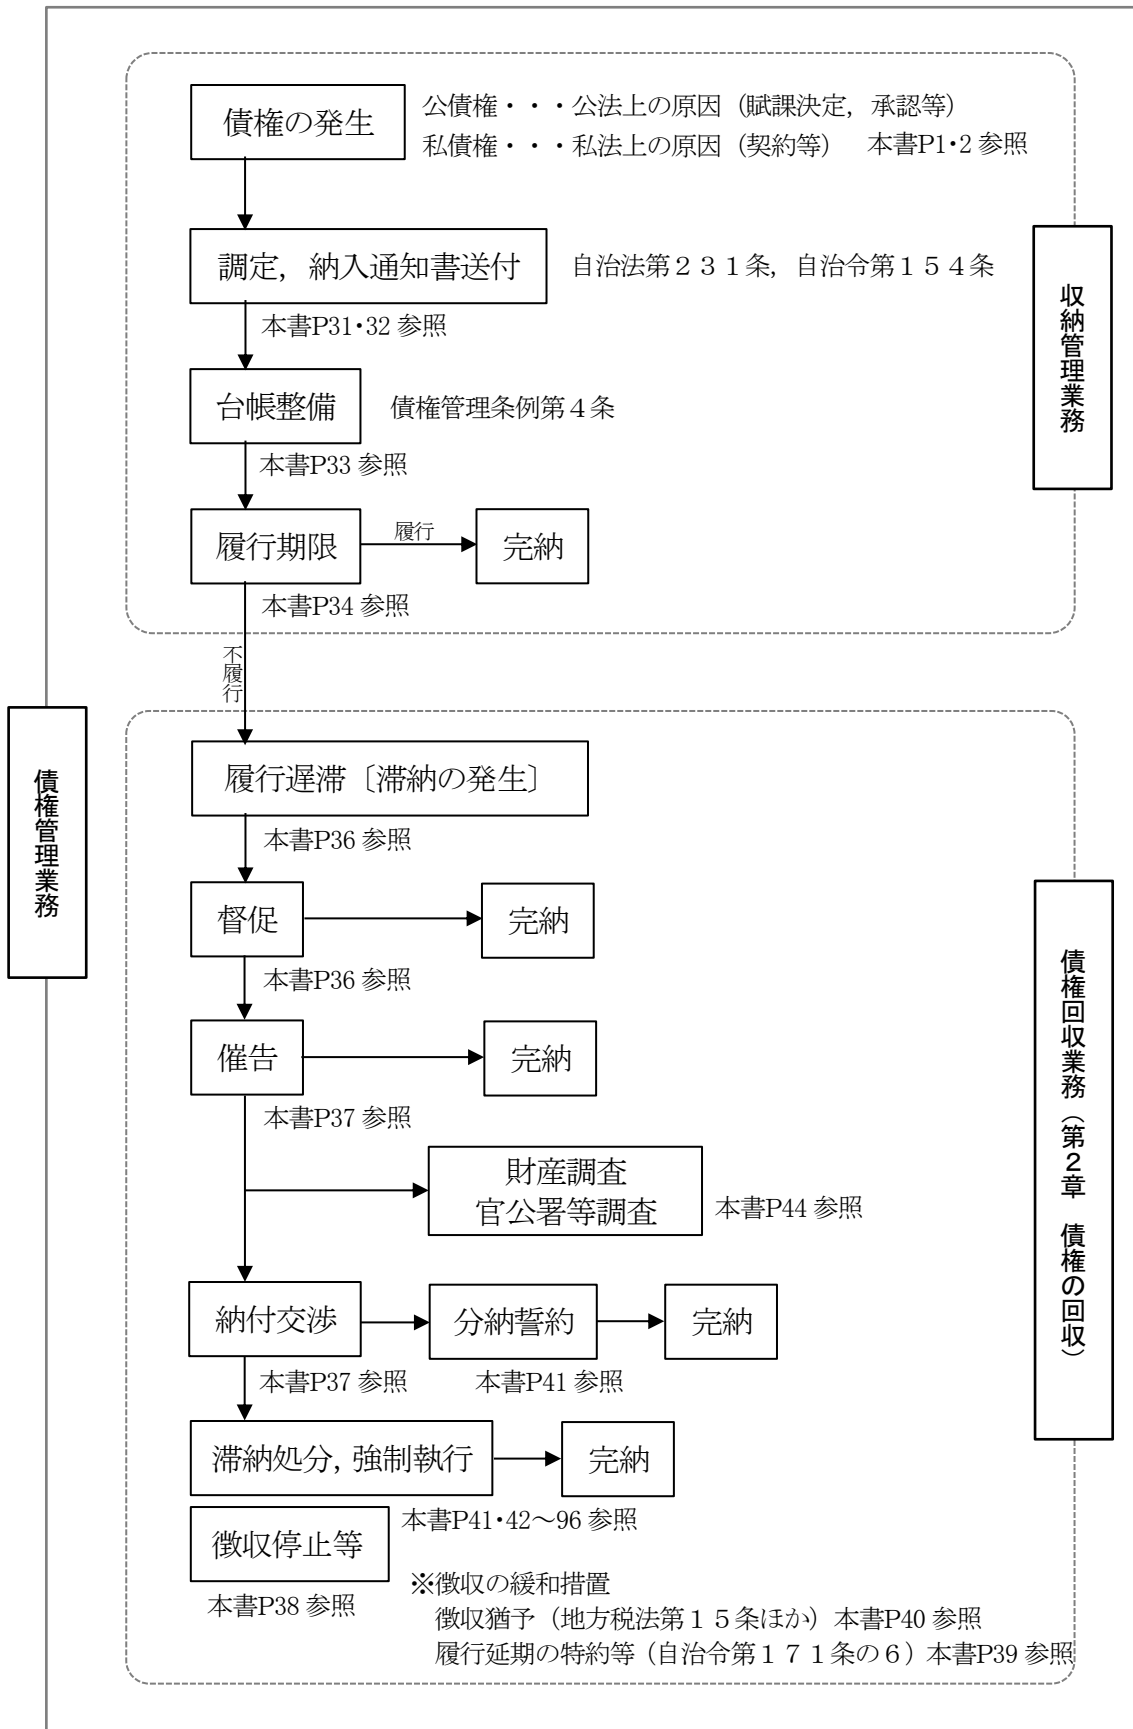 債権の発生
公債権・・・公法上の原因（賦課決定，承認等）
私債権・・・私法上の原因（契約等）　本書P1・2 参照
調定，納入通知書送付
自治法第２３１条，自治令第１５４条
本書P31・32 参照
台帳整備
債権管理条例第４条
本書P33 参照
履行期限
履行
完納
本書P34 参照
収納管理業務
不履行
債権管理業務
履行遅滞〔滞納の発生〕
本書P36 参照
督促
完納
本書P36 参照
催告
完納
本書P37 参照
財産調査
官公署等調査
本書P44 参照
納付交渉
分納誓約
完納
本書P37 参照
本書P41 参照
滞納処分，強制執行
完納
本書P41・42～96 参照
徴収停止等
本書P38 参照
※徴収の緩和措置
徴収猶予（地方税法第１５条ほか）本書P40 参照
履行延期の特約等（自治令第１７１条の６）本書P39 参照
債権回収業務（第２章　債権の回収）